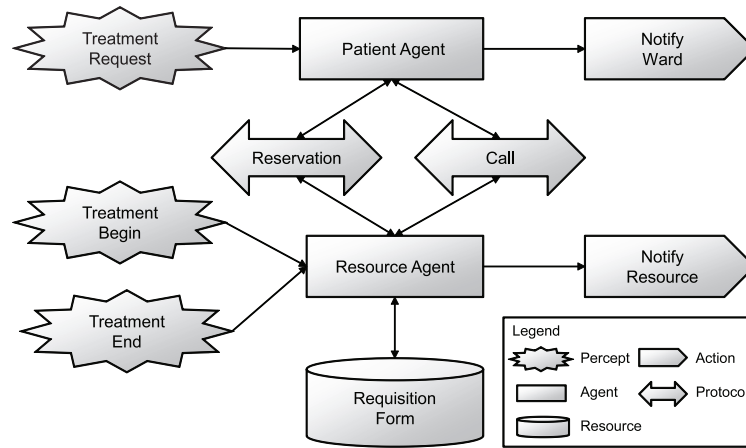 Treatment
Request
Patient Agent
Notify
Ward
Reservation
Call
Treatment
Begin
Resource Agent
Notify
Resource
Treatment
End
Requisition
Form
Legend
Percept
Action
Agent
Protoco
Resource